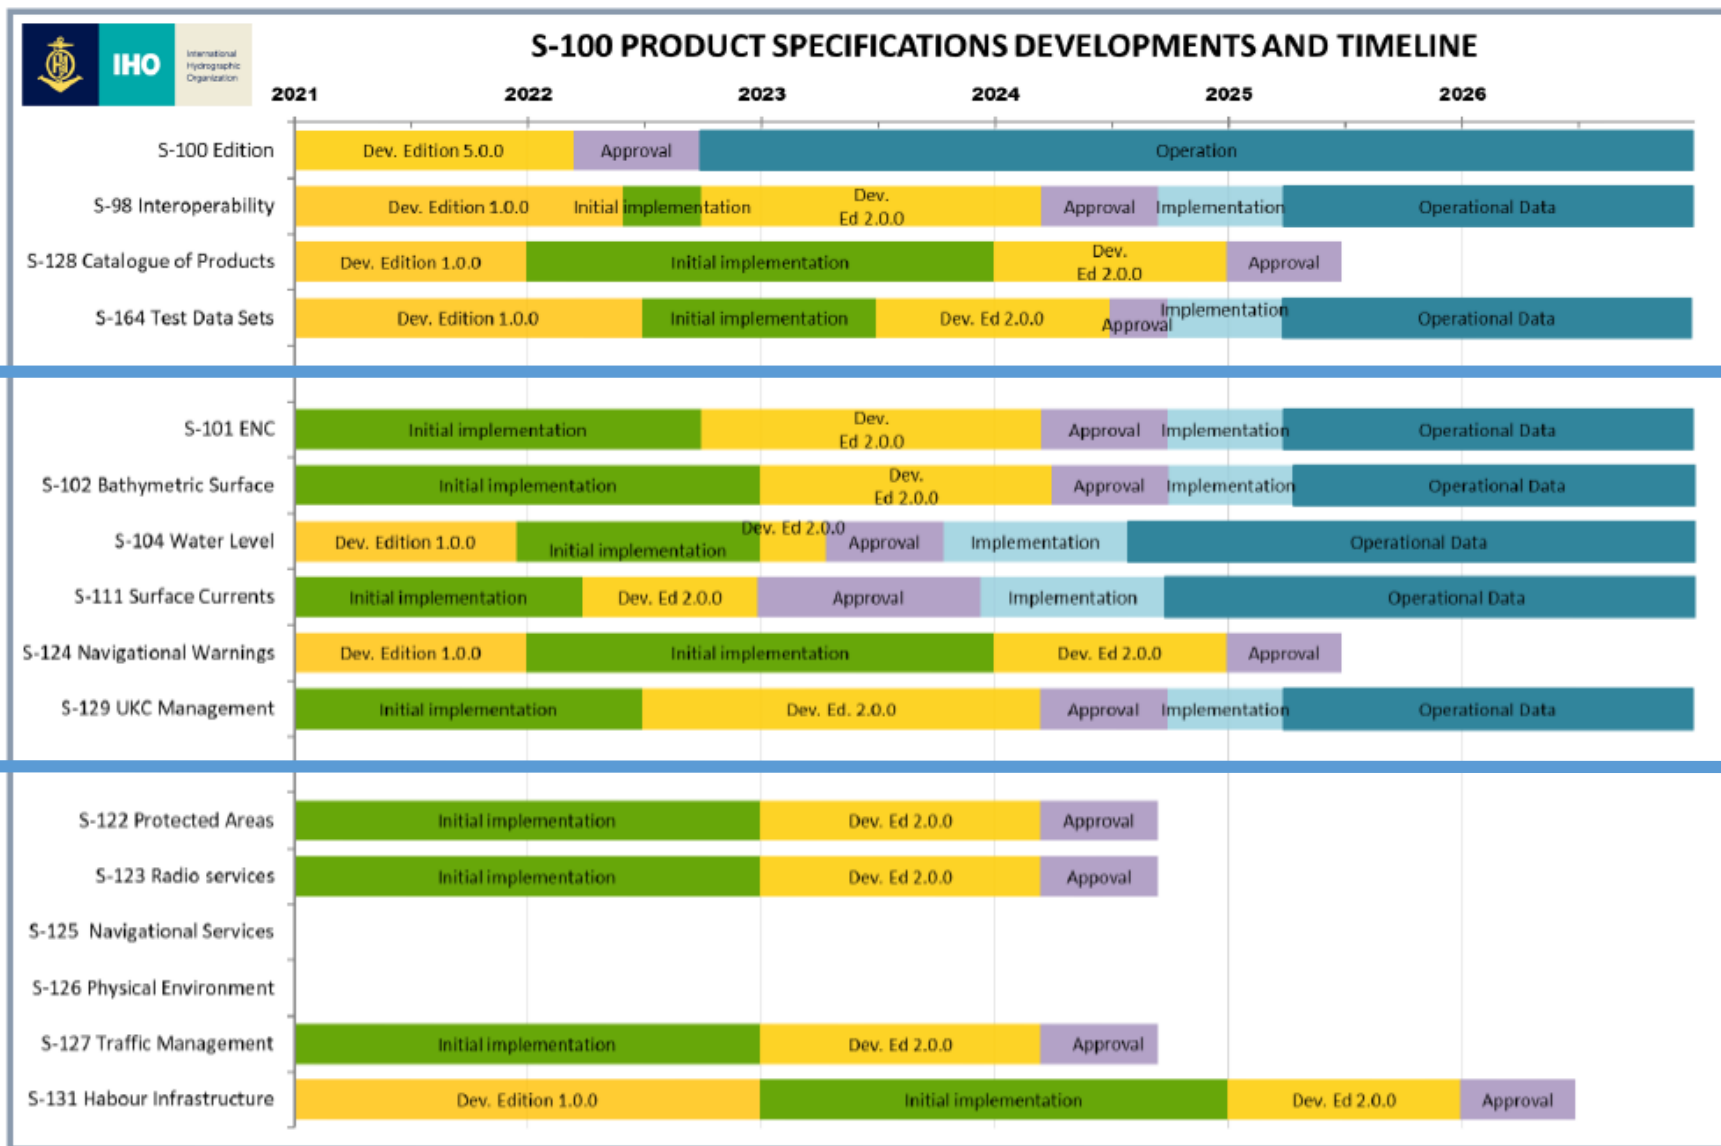 IHO
International
Hydrographic
Organization
S-100 PRODUCT SPECIFICATIONS DEVELOPMENTS AND TIMELINE
2021 2022 2023 2024 2025 2026
S-100 Edition Dev. Edition 5.0.0 Approval Operation
S-98 Interoperability Dev. Edition 1.0.0 Initial implementation Dev. Ed 2.0.0 Approval Implementation Operational Data
S-128 Catalogue of Products Dev. Edition 1.0.0 Initial implementation Dev. Ed 2.0.0 Approval
S-164 Test Data Sets Dev. Edition 1.0.0 Initial implementation Dev. Ed 2.0.0 Approval Implementation Operational Data
S-101 ENC Initial implementation Dev. Ed 2.0.0 Approval Implementation Operational Data
S-102 Bathymetric Surface Initial implementation Dev. Ed 2.0.0 Approval Implementation Operational Data
S-104 Water Level Dev. Edition 1.0.0 Initial implementation Dev. Ed 2.0.0 Approval Implementation Operational Data
S-111 Surface Currents Initial implementation Dev. Ed 2.0.0 Approval Implementation Operational Data
S-124 Navigational Warnings Dev. Edition 1.0.0 Initial implementation Dev. Ed 2.0.0 Approval
S-129 UKC Management Initial implementation Dev. Ed. 2.0.0 Approval Implementation Operational Data
S-122 Protected Areas Initial implementation Dev. Ed 2.0.0 Approval
S-123 Radio services Initial implementation Dev. Ed 2.0.0 Appoval
S-125 Navigational Services
S-126 Physical Environment
S-127 Traffic Management Initial implementation Dev. Ed 2.0.0 Approval
S-131 Habour Infrastructure Dev. Edition 1.0.0 Initial implementation Dev. Ed 2.0.0 Approval